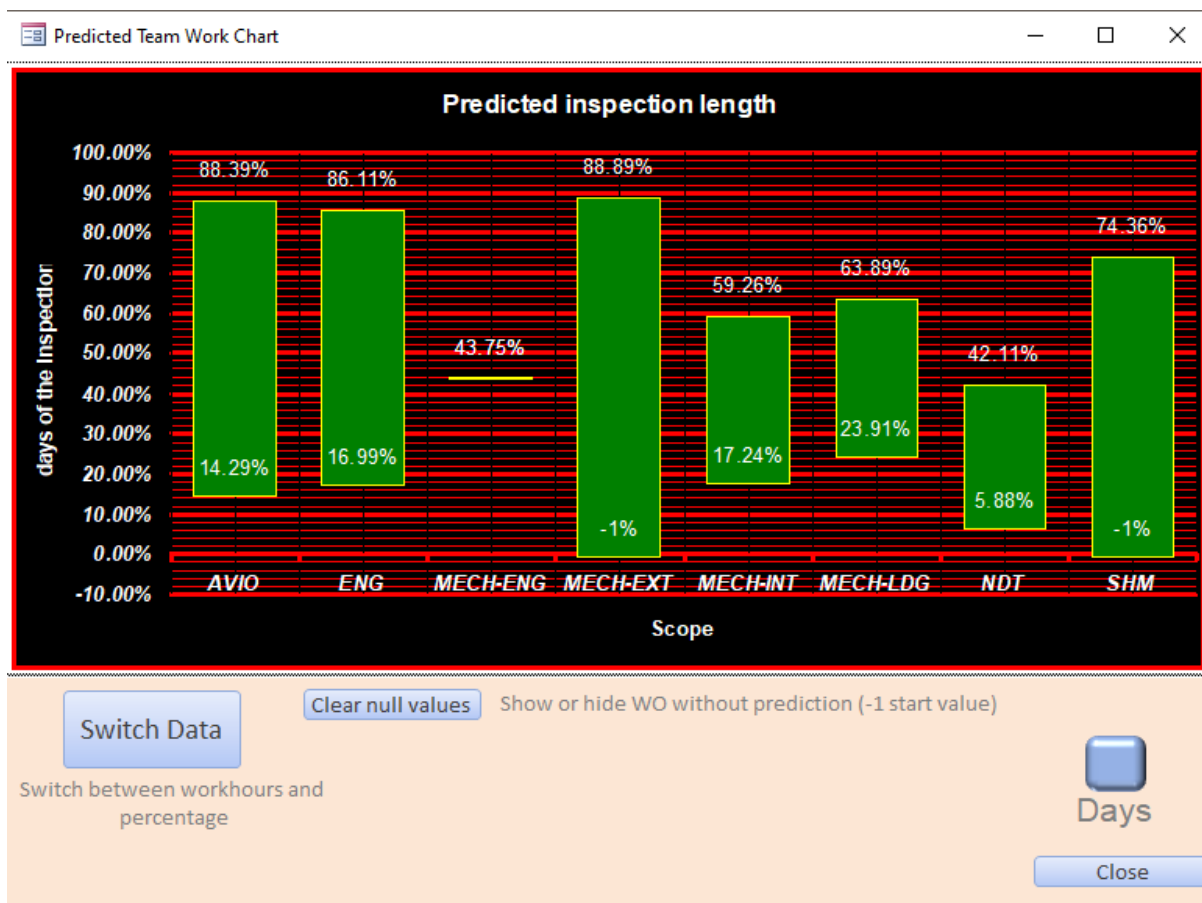 Predicted Team Work Chart
Predicted inspection length
days of the Inspection
100.00%
90.00%
80.00%
70.00%
60.00%
50.00%
40.00%
30.00%
20.00%
10.00%
0.00%
-10.00%
88.39%
86.11%
43.75%
88.89%
59.26%
63.89%
42.11%
74.36%
14.29%
16.99%
-1%
17.24%
23.91%
5.88%
-1%
AVIO ENG MECH-ENG MECH-EXT MECH-INT MECH-LDG NDT SHM
Scope
Switch Data
Switch between workhours and
percentage
Clear null values
Show or hide WO without prediction (-1 start value)
Days
Close